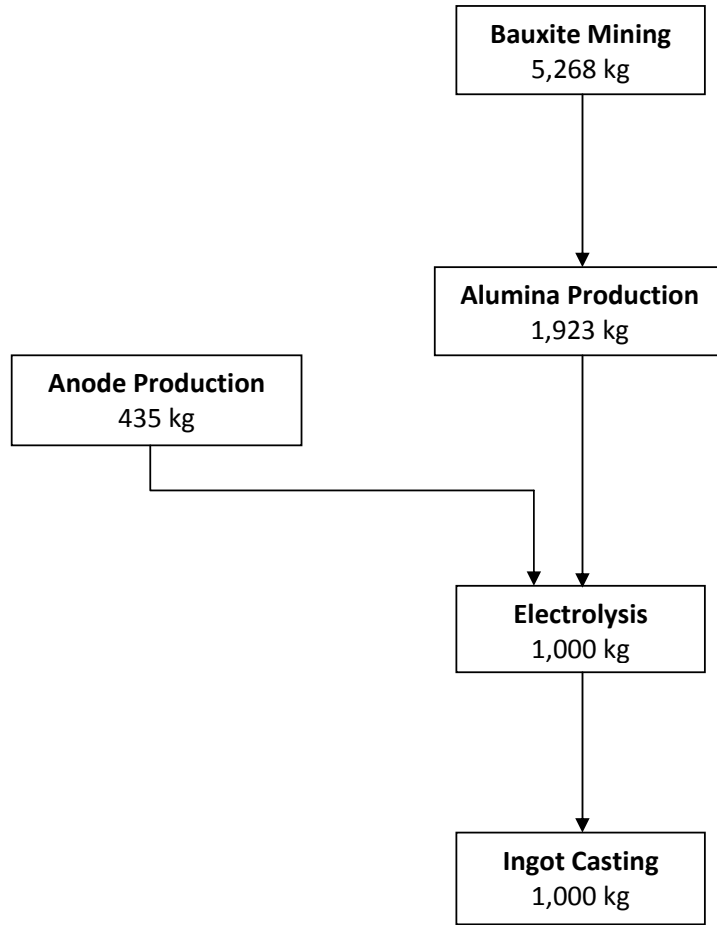 Bauxite Mining
5,268 kg
Alumina Production
1,923 kg
Anode Production
435 kg
Electrolysis
1,000 kg
Ingot Casting
1,000 kg